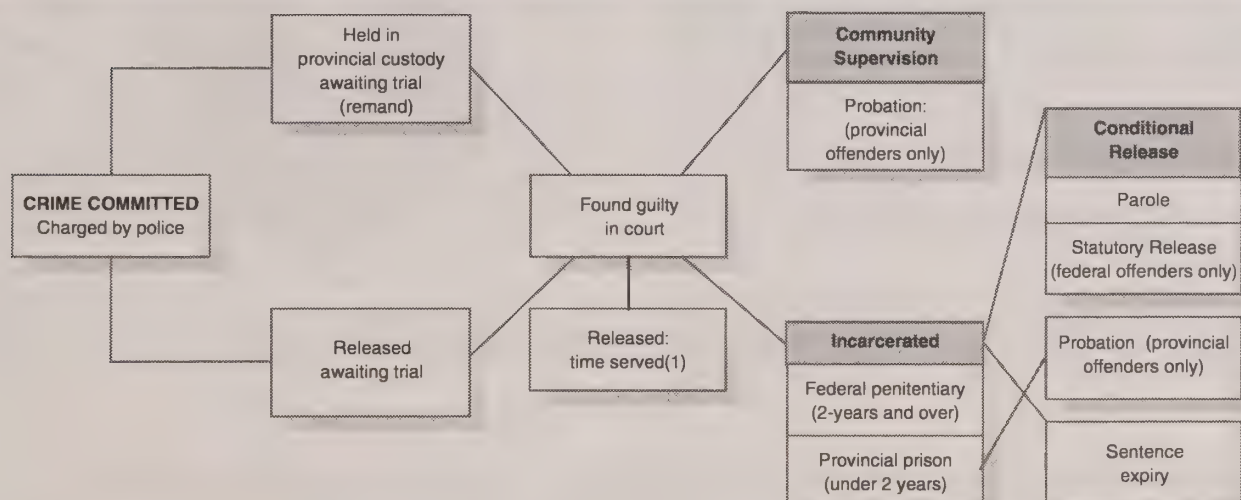 Held in
provincial custody
awaiting trial
(remand)
Community
Supervision
Probation:
(provincial
offenders only)
Conditional
Release
Parole
Statutory Release
(federal offenders only)
CRIME COMMITTED
Charged by police
Found guilty
in court
Released
awaiting trial
Released:
time served(1)
Incarcerated
Federal penitentiary
(2-years and over)
Provincial prison
(under 2 years)
Probation (provincial
offenders only)
Sentence
expiry